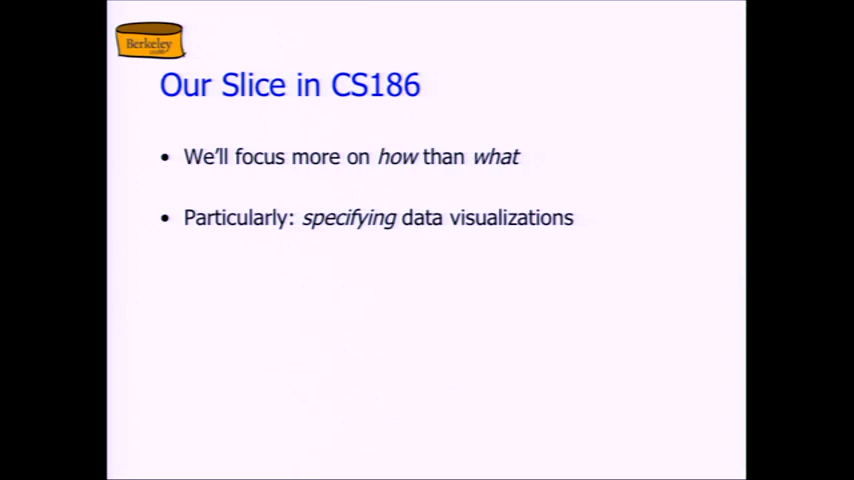 Berkeley
Our Slice in CS186
• We'll focus more on how than what
• Particularly: specifying data visualizations